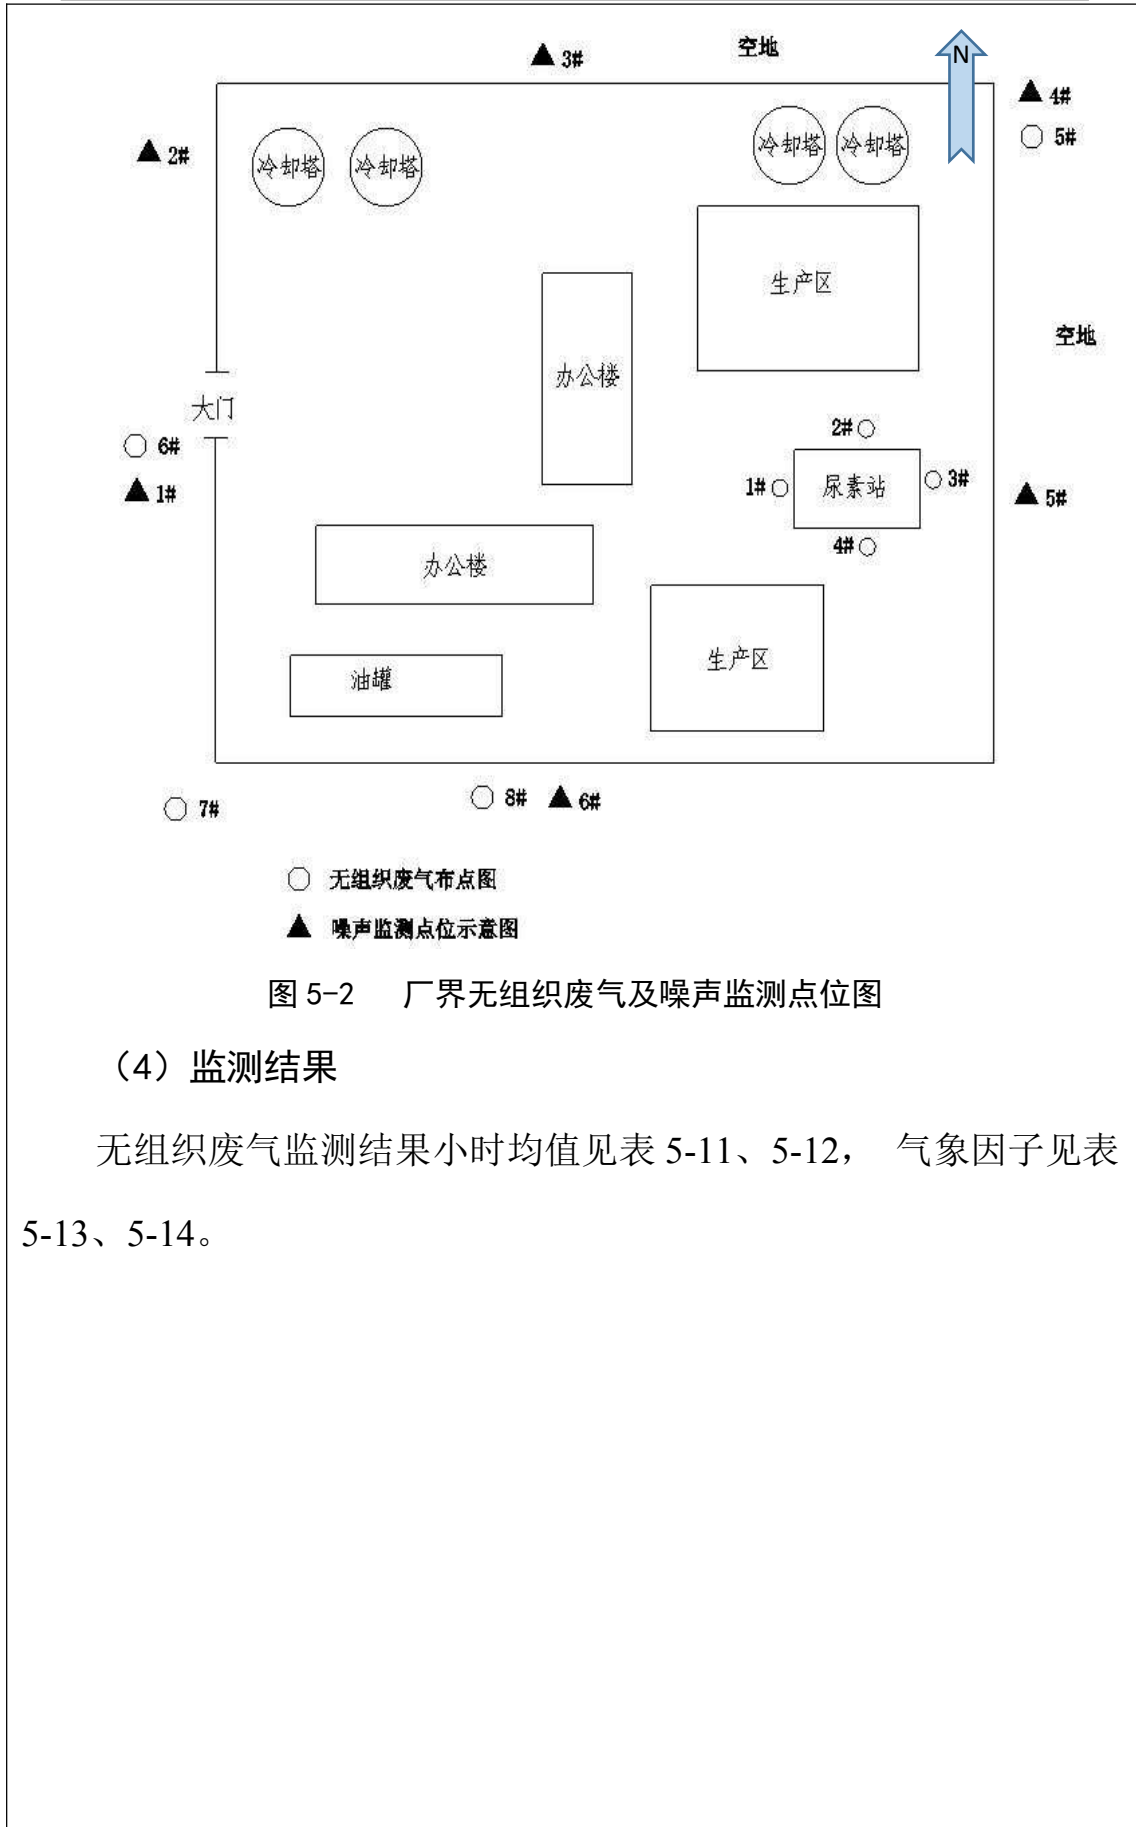 3#
空地
N
4#
2#
冷却塔
冷却塔
冷却塔
冷却塔
5#
生产区
空地
办公楼
大门
2#
6#
1#
1#
尿素站
3#
5#
4#
办公楼
生产区
油罐
7#
8#
6#
无组织废气布点图
噪声监测点位示意图
图 5-2 厂界无组织废气及噪声监测点位图
（4）监测结果
无组织废气监测结果小时均值见表 5-11、5-12， 气象因子见表
5-13、5-14。